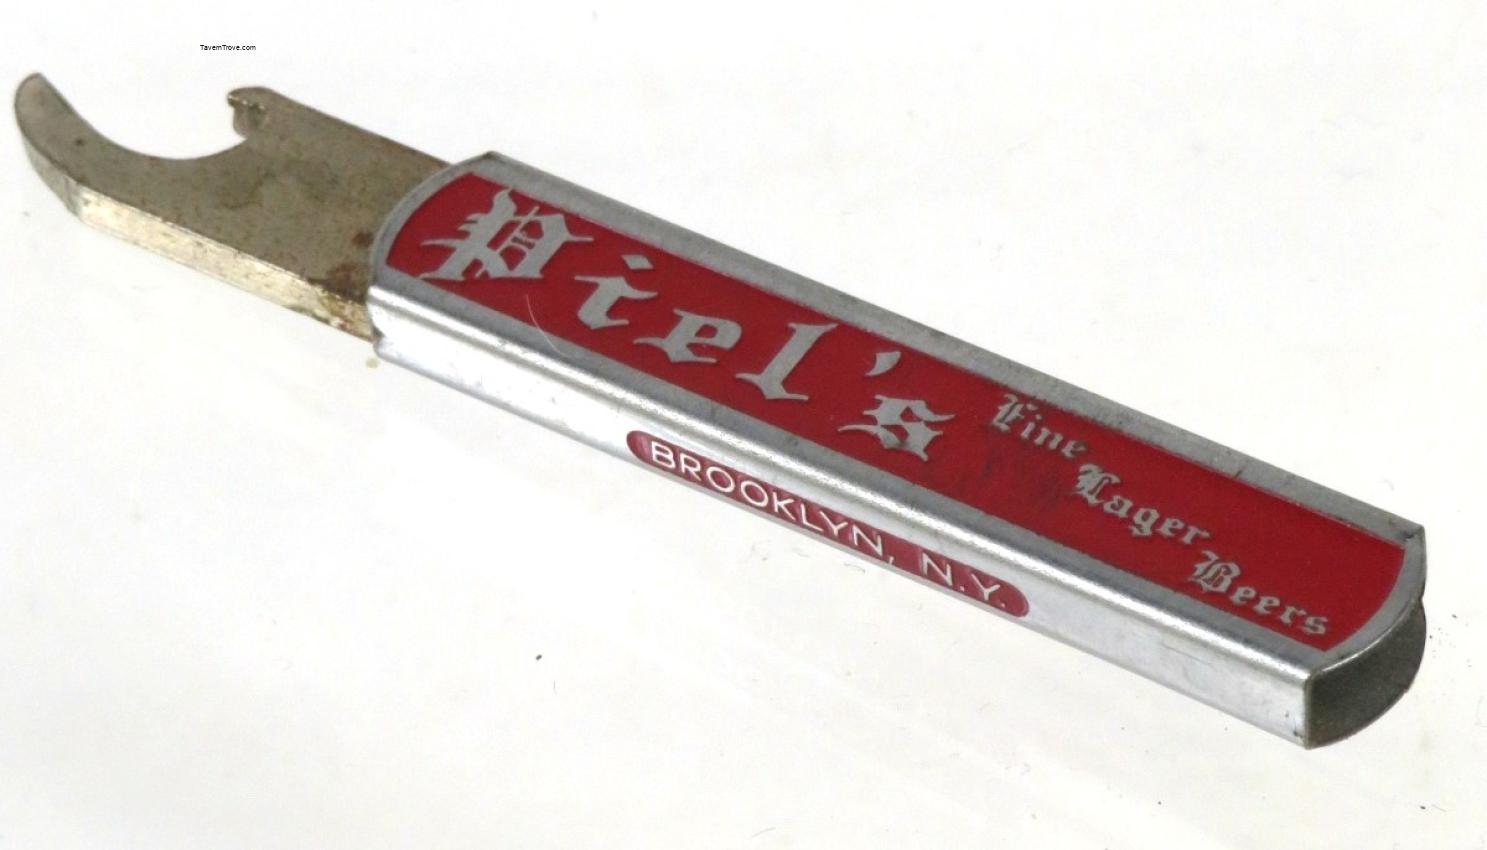 TavernTrove.com
Piel's
Fine
Lager
Beers
BROOKLYN, N.Y.